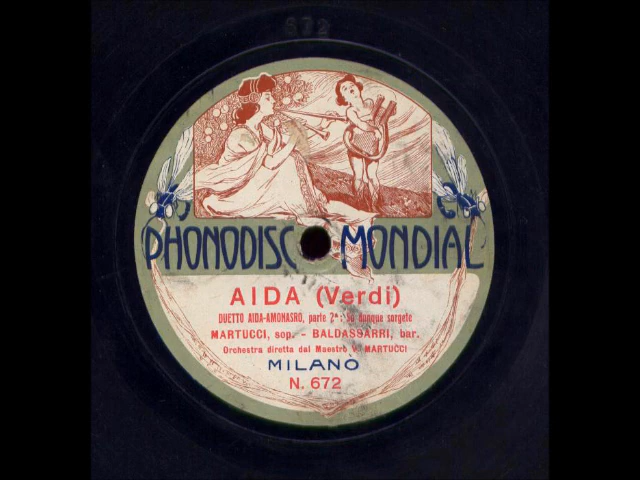 672
PHONODISC MONDIAL
AIDA (Verdi)
DUETTO AIDA-AMONASRO, parte 2ª: su dunque sorgete
MARTUCCI, sop. - BALDASSARRI, bar.
Orchestra diretta dal Maestro V. MARTUCCI
MILANO
N. 672